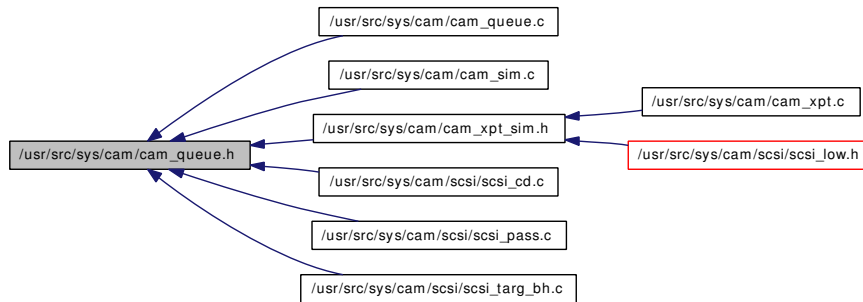 /usr/src/sys/cam/cam_queue.c
/usr/src/sys/cam/cam_sim.c
/usr/src/sys/cam/cam_xpt.c
/usr/src/sys/cam/cam_xpt_sim.h
/usr/src/sys/cam/cam_queue.h
/usr/src/sys/cam/scsi/scsi_low.h
/usr/src/sys/cam/scsi/scsi_cd.c
/usr/src/sys/cam/scsi/scsi_pass.c
/usr/src/sys/cam/scsi/scsi_targ_bh.c